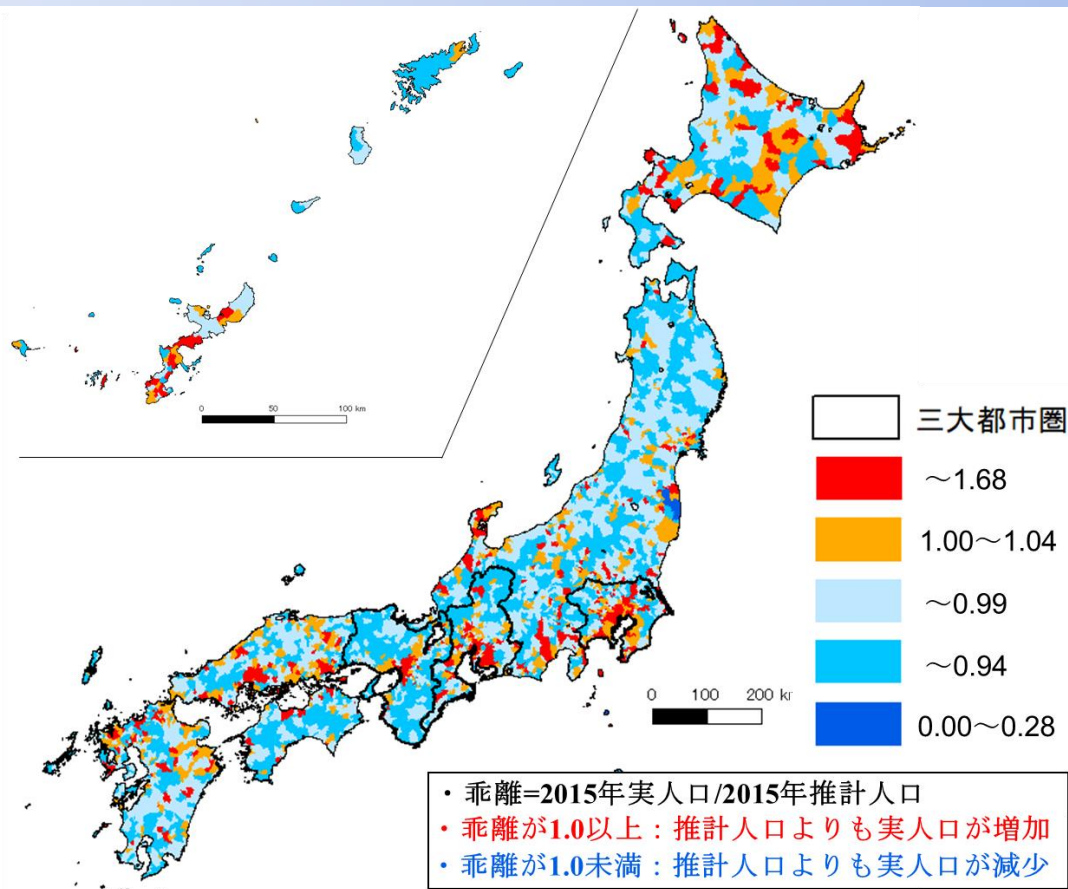 0 50 100 km
三大都市圏
～1.68
1.00～1.04
～0.99
～0.94
0.00～0.28
0 100 200 kr
・乖離=2015年実人口/2015年推計人口
・乖離が1.0以上：推計人口よりも実人口が増加
・乖離が1.0未満：推計人口よりも実人口が減少